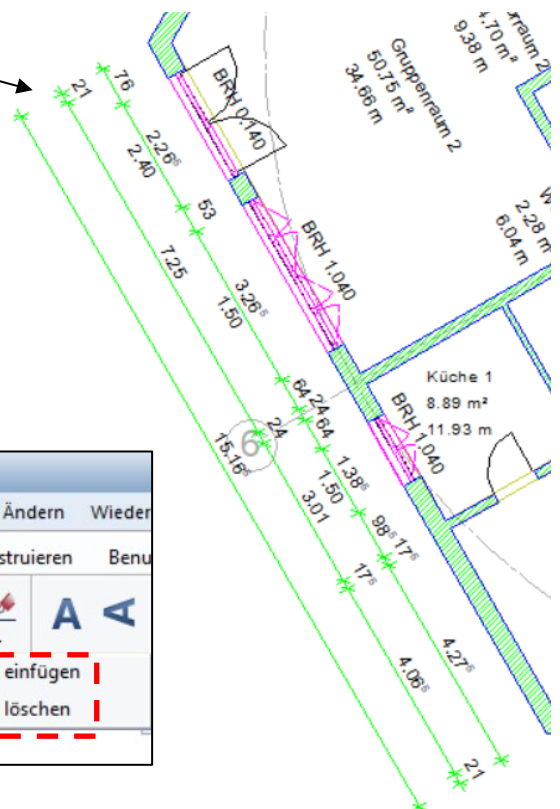 orraum 2
4.70 m²
9.38 m
Gruppenraum 2
50.75 m²
34.66 m
W
2.28 m
6.04 m
BRH 0.140
BRH 1.040
BRH 1.040
Küche 1
8.89 m²
11.93 m
76
2.26⁵
2.40
53
3.26⁵
1.50
64
24
64
1.38⁵
1.50
98⁵
17⁵
4.27⁵
21
7.25
24
3.01
17⁵
4.06⁵
21
15.16⁵
6
Ändern Wieder
struieren Benu
A A
einfügen
löschen